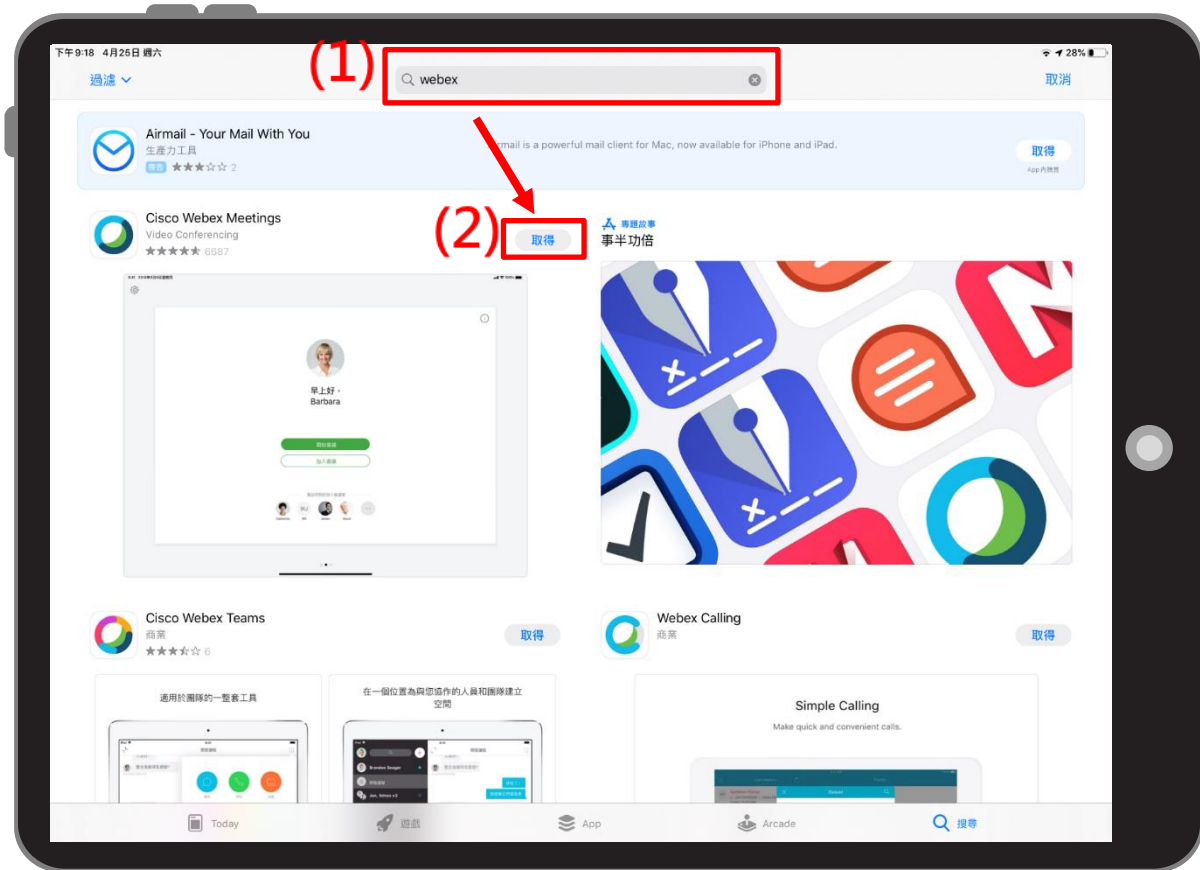 下午9:18 4月25日 週六
28%
(1)
過濾
webex
取消
Airmail - Your Mail With You
生產力工具
廣告 2
mail is a powerful mail client for Mac, now available for iPhone and iPad.
取得
App 內購買
Cisco Webex Meetings
Video Conferencing
6687
(2)
取得
專題故事
事半功倍
早上好，
Barbara
Cisco Webex Teams
商業
6
取得
Webex Calling
商業
取得
適用於團隊的一整套工具
在一個位置為與您協作的人員和團隊建立
空間
Simple Calling
Make quick and convenient calls.
Today
遊戲
App
Arcade
搜尋